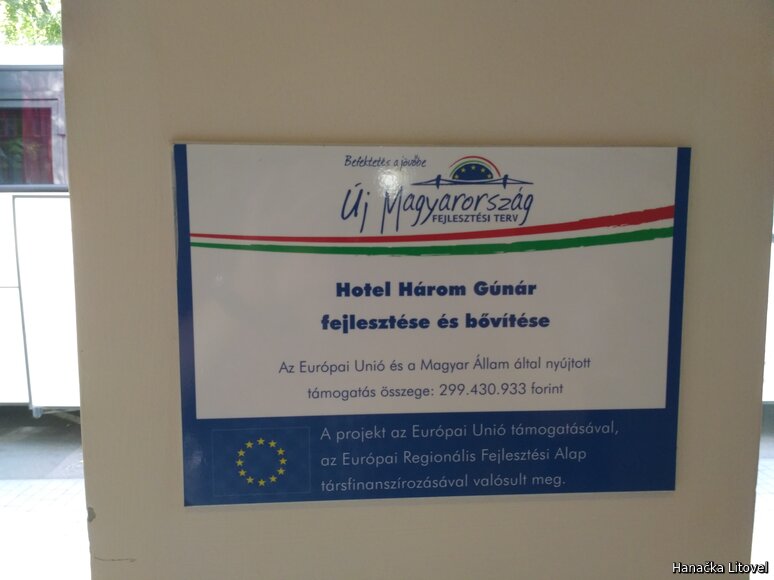 Befektetés a jövőbe
Új Magyarország
FEJLESZTÉSI TERV
Hotel Három Gúnár
fejlesztése és bővítése
Az Európai Unió és a Magyar Állam által nyújtott
támogatás összege: 299.430.933 forint
A projekt az Európai Unió támogatásával,
az Európai Regionális Fejlesztési Alap
társfinanszírozásával valósult meg.
Hanaćka Litovel